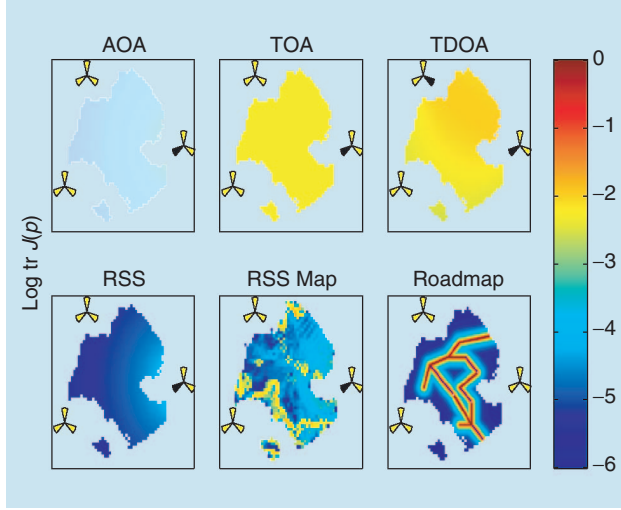 AOA
TOA
TDOA
RSS
RSS Map
Roadmap
Log tr J(p)
0
−1
−2
−3
−4
−5
−6